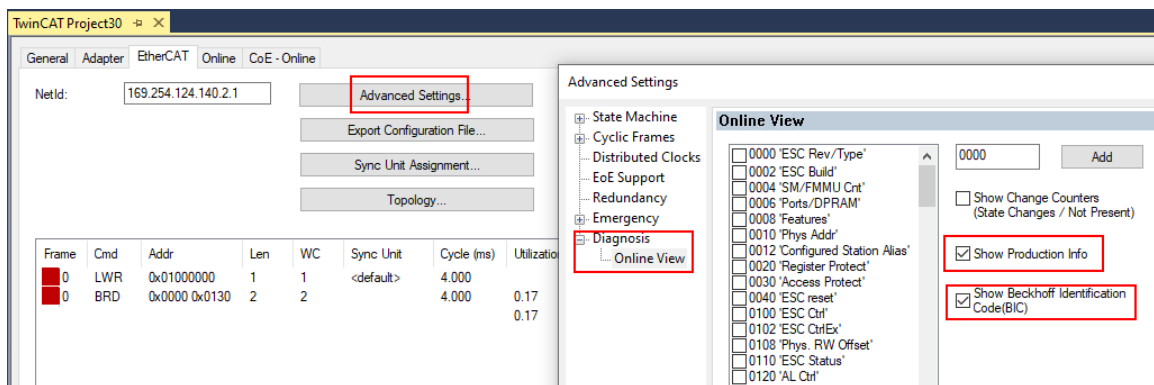 TwinCAT Project30
General Adapter EtherCAT Online CoE - Online
NetId: 169.254.124.140.2.1
Advanced Settings...
Export Configuration File...
Sync Unit Assignment...
Topology...
Frame Cmd Addr Len WC Sync Unit Cycle (ms) Utilizatio
0 LWR 0x01000000 1 1 <default> 4.000
0 BRD 0x0000 0x0130 2 2 4.000 0.17
0.17
Advanced Settings
State Machine
Cyclic Frames
Distributed Clocks
EoE Support
Redundancy
Emergency
Diagnosis
Online View
Online View
0000 'ESC Rev/Type'
0002 'ESC Build'
0004 'SM/FMMU Cnt'
0006 'Ports/DPRAM'
0008 'Features'
0010 'Phys Addr'
0012 'Configured Station Alias'
0020 'Register Protect'
0030 'Access Protect'
0040 'ESC reset'
0100 'ESC Ctrl'
0102 'ESC CtrlEx'
0108 'Phys. RW Offset'
0110 'ESC Status'
0120 'AL Ctrl'
0000 Add
Show Change Counters
(State Changes / Not Present)
Show Production Info
Show Beckhoff Identification
Code(BIC)